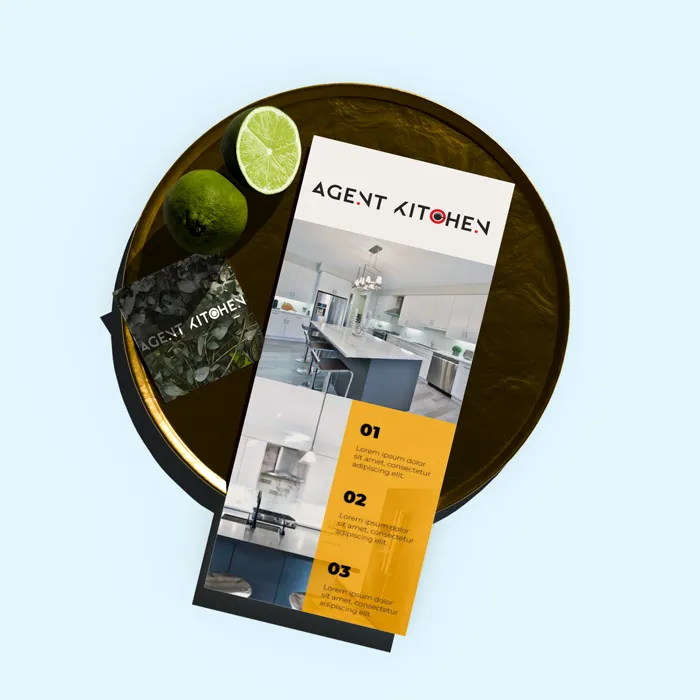 AGENT KITCHEN
AGENT KITCHEN
01
Lorem ipsum dolor
sit amet, consectetur
adipiscing elit.
02
Lorem ipsum dolor
sit amet, consectetur
adipiscing elit.
03
Lorem ipsum dolor
sit amet, consectetur
adipiscing elit.